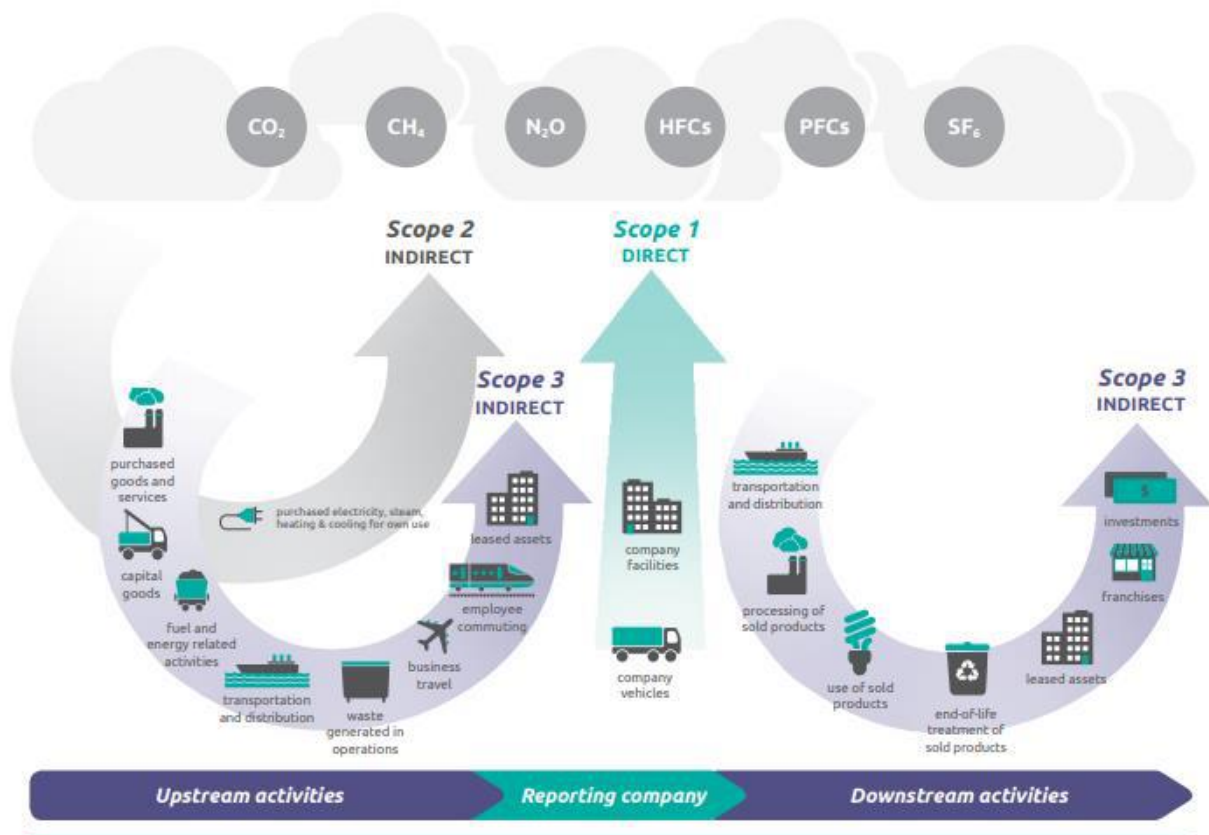 CO₂
CH₄
N₂O
HFCs
PFCs
SF₆
Scope 2
INDIRECT
Scope 1
DIRECT
Scope 3
INDIRECT
Scope 3
INDIRECT
purchased
goods and
services
purchased electricity, steam,
heating & cooling for own use
capital
goods
fuel and
energy related
activities
transportation
and distribution
waste
generated in
operations
business
travel
employee
commuting
leased assets
company
facilities
company
vehicles
transportation
and distribution
processing of
sold products
use of sold
products
end-of-life
treatment of
sold products
leased assets
franchises
$
investments
Upstream activities
Reporting company
Downstream activities